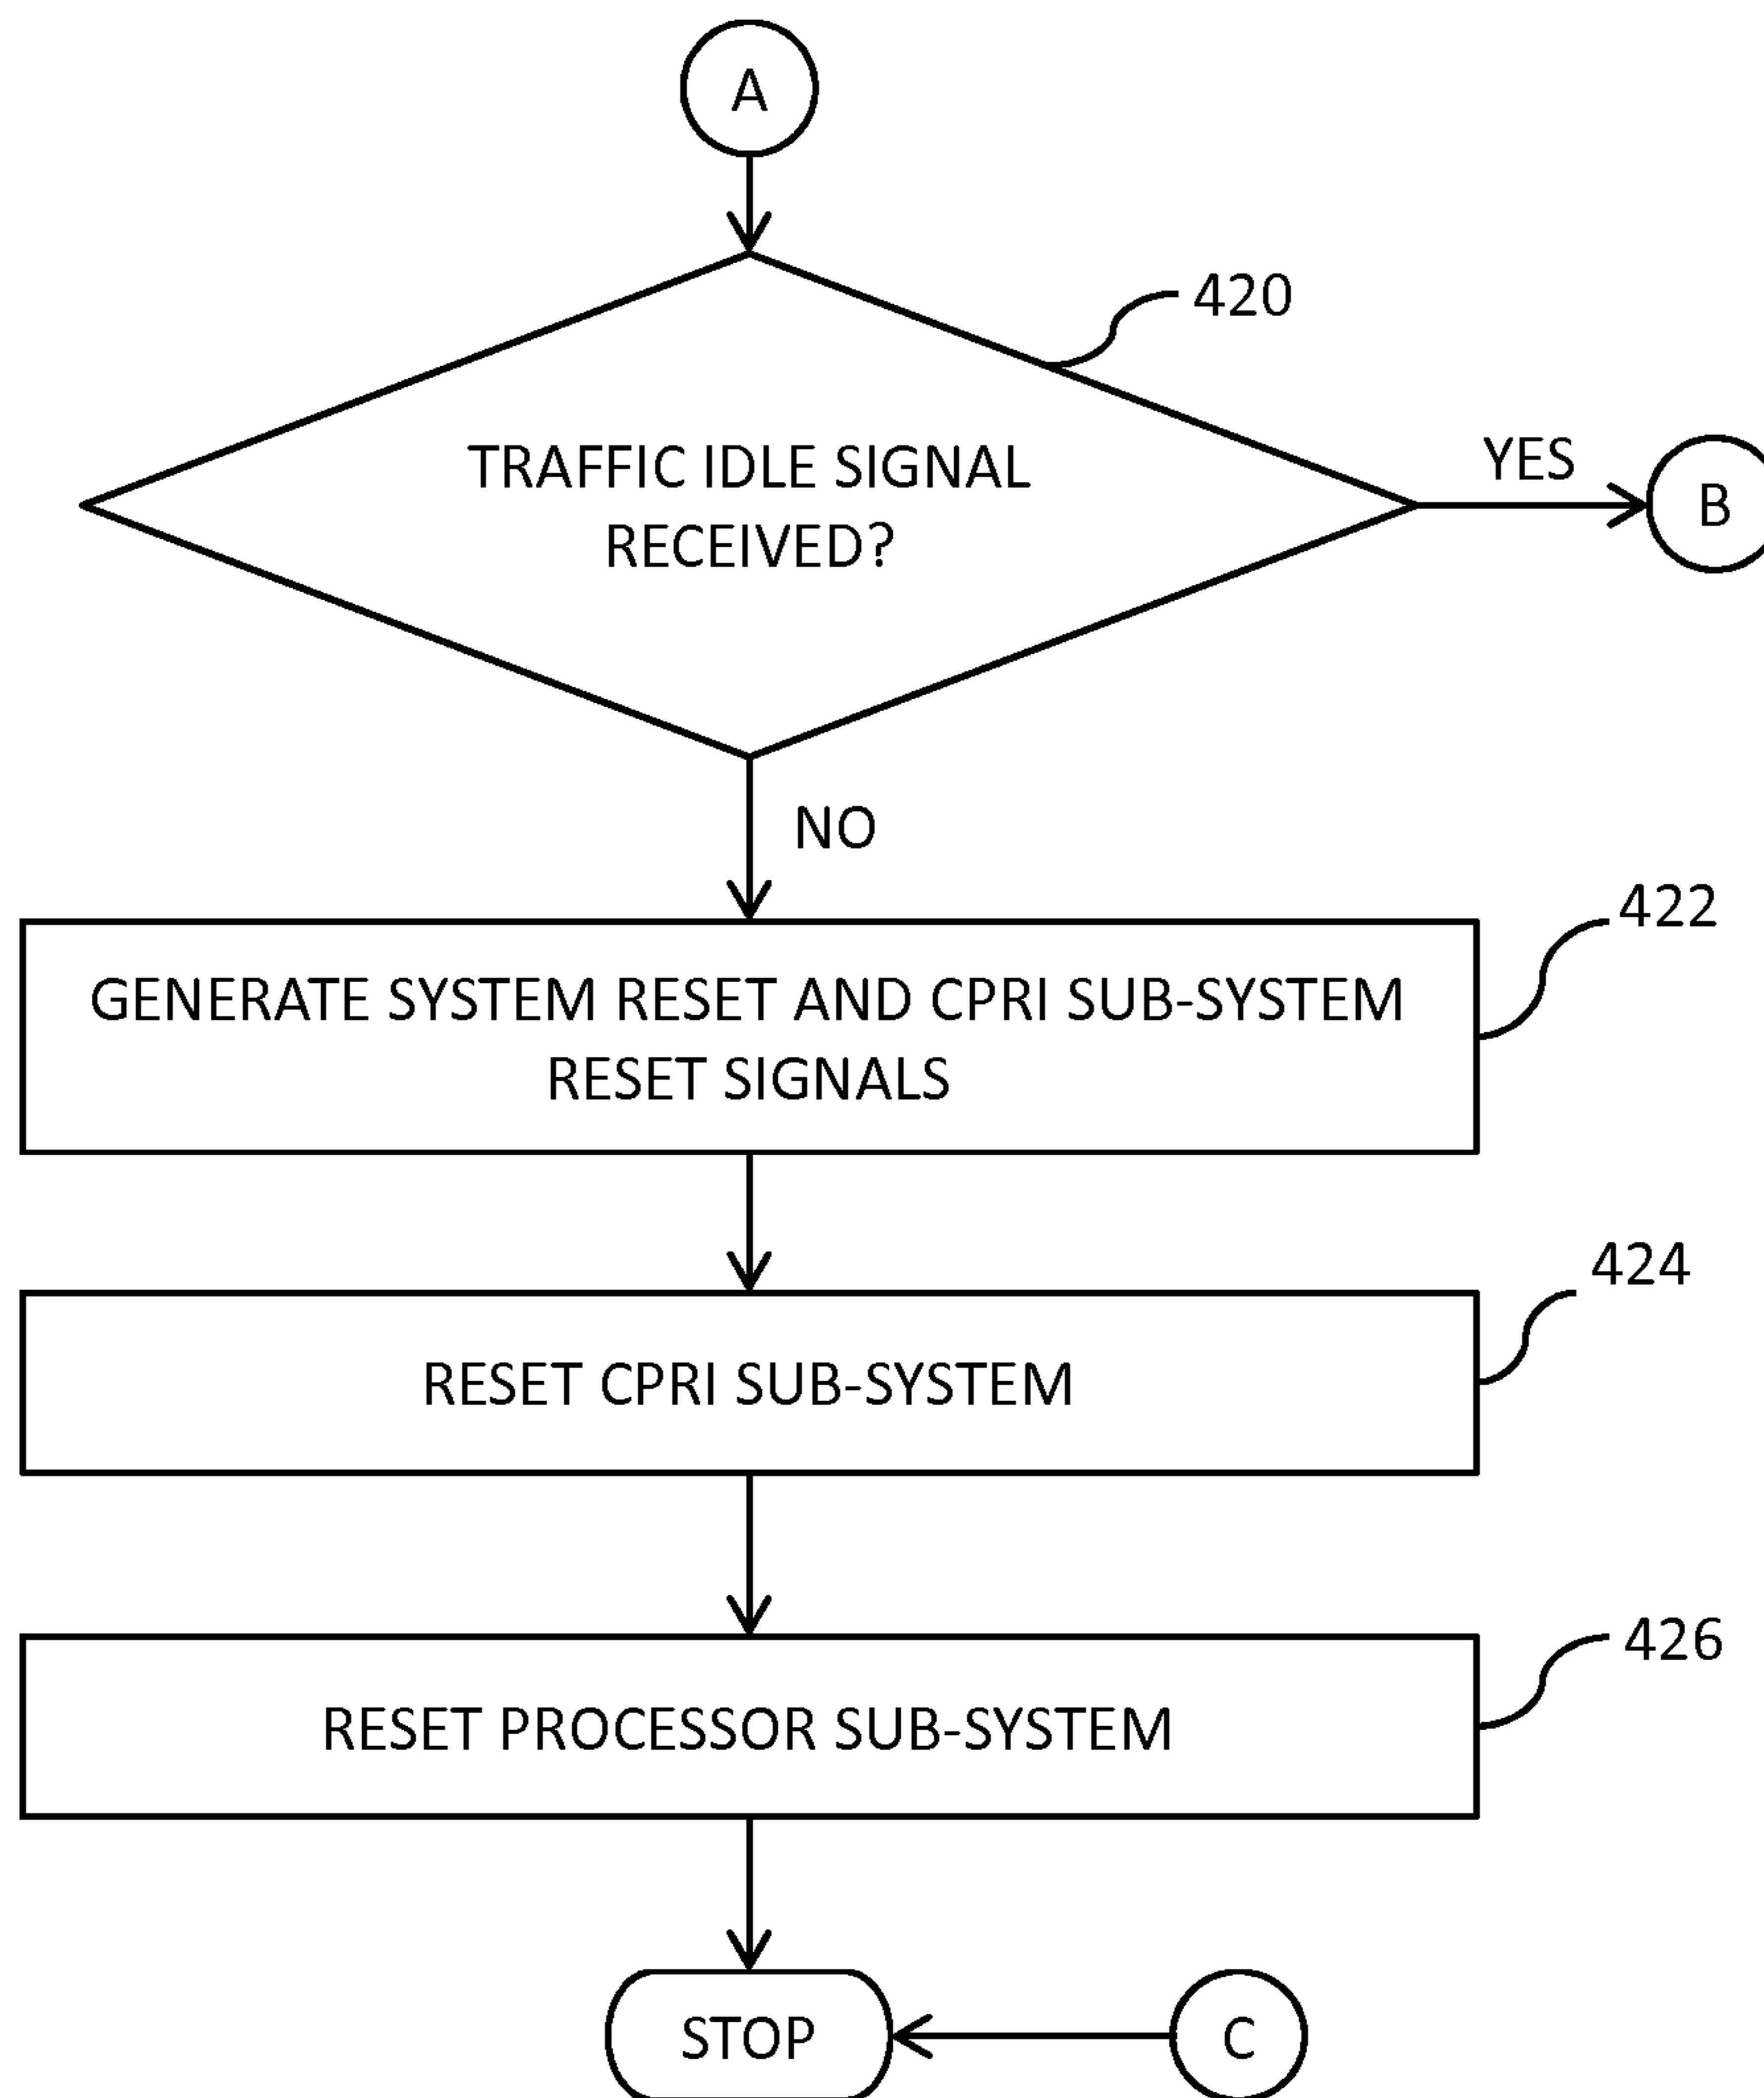 A
420
TRAFFIC IDLE SIGNAL
RECEIVED?
YES
B
NO
422
GENERATE SYSTEM RESET AND CPRI SUB-SYSTEM
RESET SIGNALS
424
RESET CPRI SUB-SYSTEM
426
RESET PROCESSOR SUB-SYSTEM
STOP
C